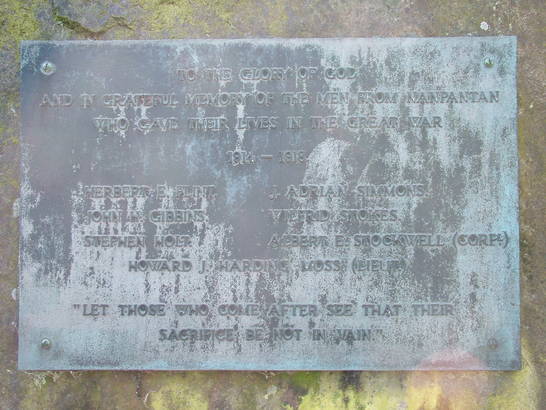 TO THE GLORY OF GOD
AND IN GRATEFUL MEMORY OF THE MEN FROM NANPANTAN
WHO GAVE THEIR LIVES IN THE GREAT WAR
1914 — 1918
HERBERT E. FLINT. J. ADRIAN SIMMONS.
JOHN GIBBINS. WILFRID STOKES.
STEPHEN HOLT. ALBERT E. STOCKWELL (CORPL)
HOWARD J. HARDING MOSS (LIEUT)
"LET THOSE WHO COME AFTER SEE THAT THEIR
SACRIFICE BE NOT IN VAIN."